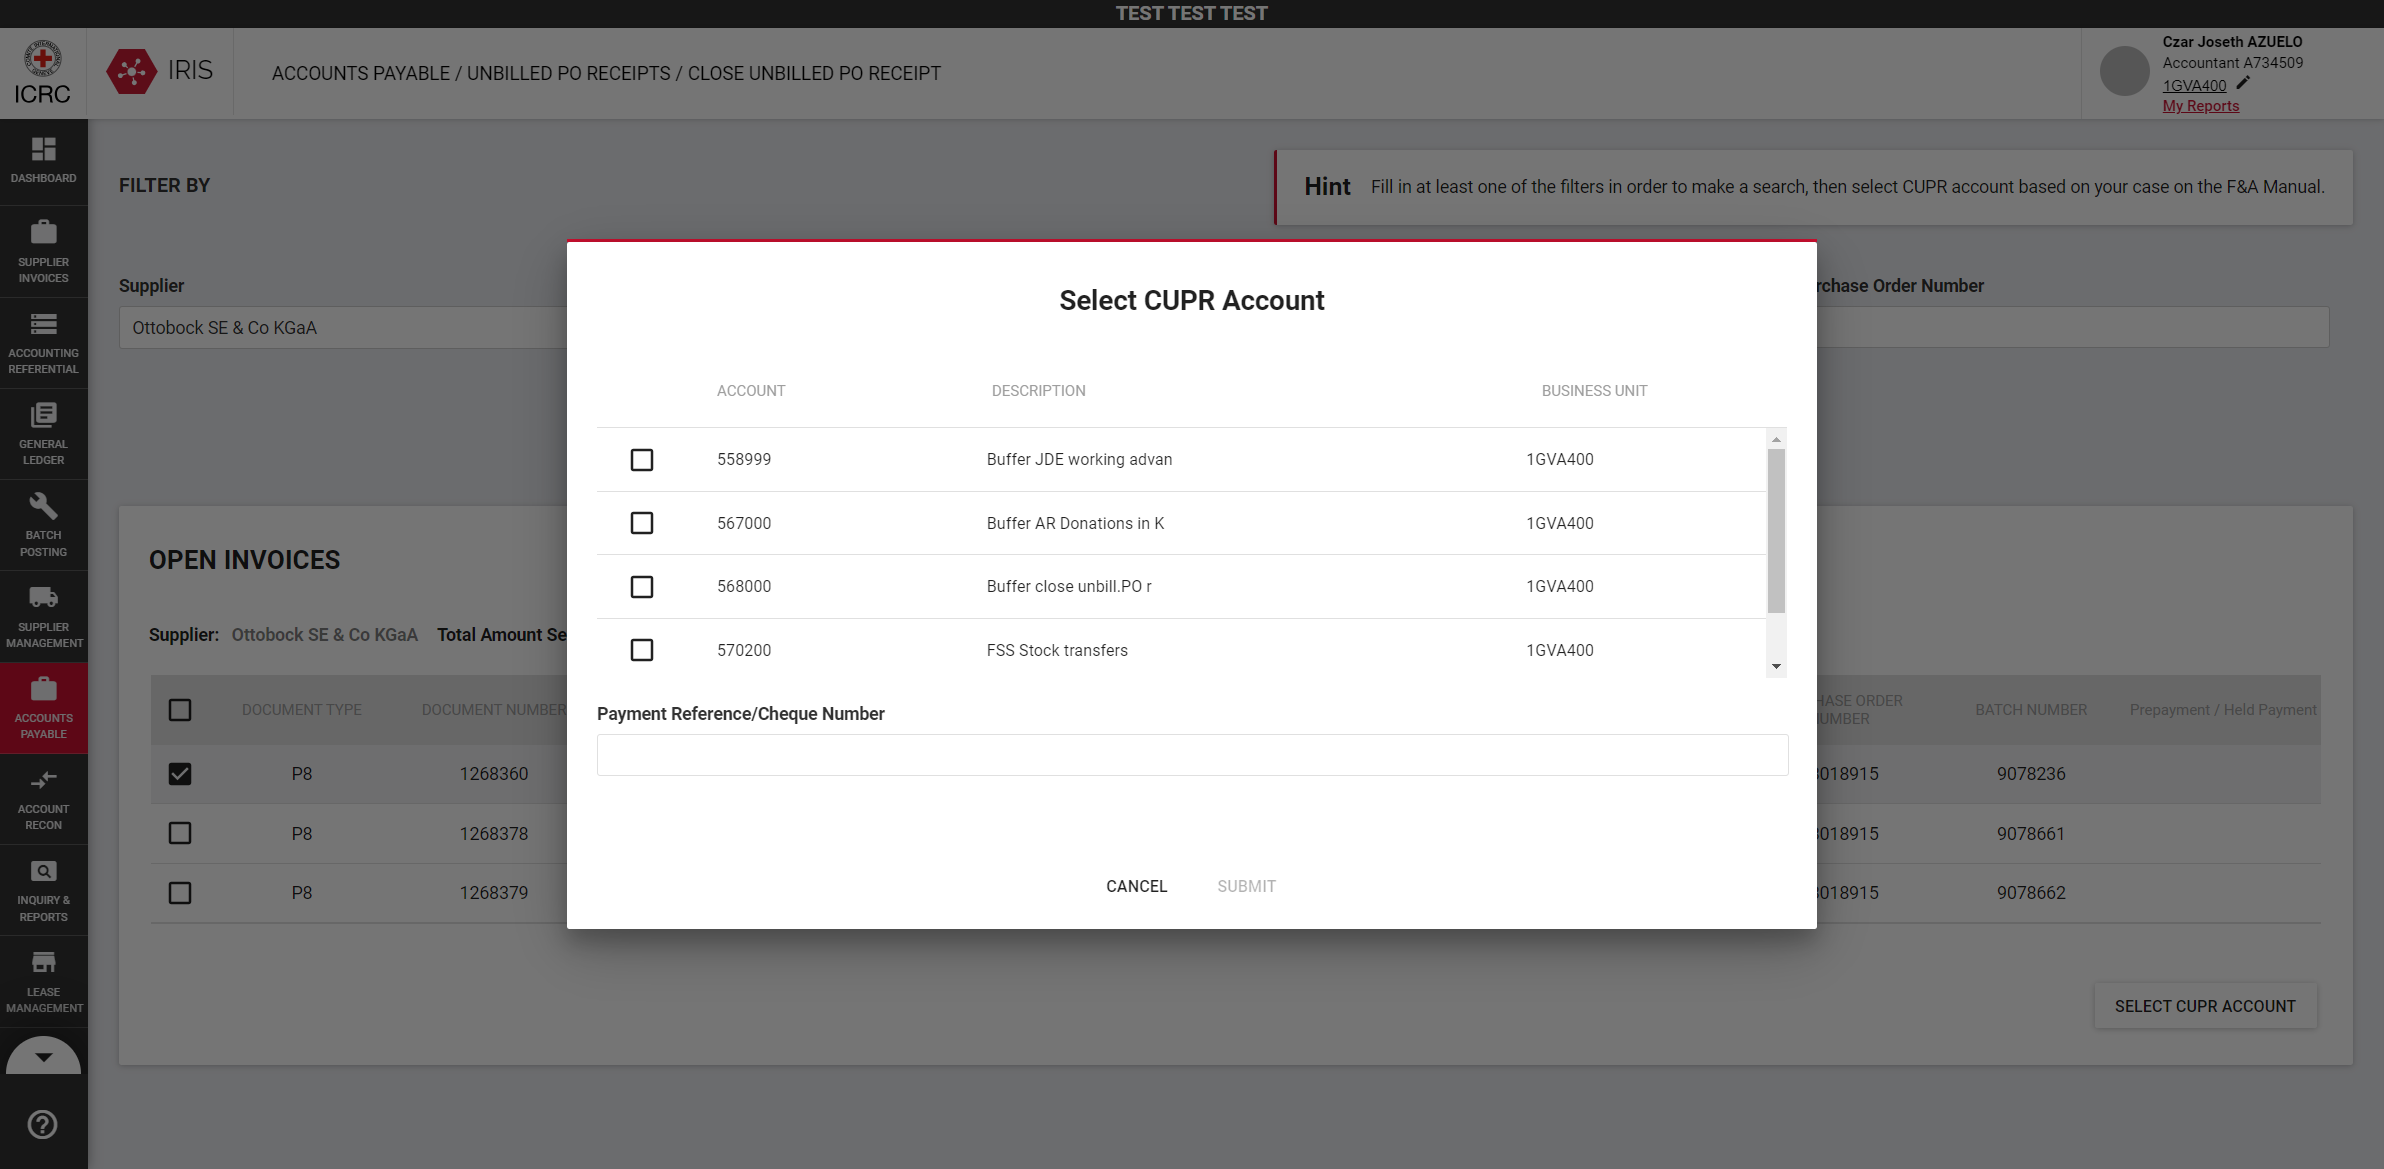 TEST TEST TEST
ICRC
IRIS
ACCOUNTS PAYABLE / UNBILLED PO RECEIPTS / CLOSE UNBILLED PO RECEIPT
Czar Joseth AZUELO
Accountant A734509
1GVA400
My Reports
DASHBOARD
SUPPLIER
INVOICES
ACCOUNTING
REFERENTIAL
GENERAL
LEDGER
BATCH
POSTING
SUPPLIER
MANAGEMENT
ACCOUNTS
PAYABLE
ACCOUNT
RECON
INQUIRY &
REPORTS
LEASE
MANAGEMENT
FILTER BY
Hint Fill in at least one of the filters in order to make a search, then select CUPR account based on your case on the F&A Manual.
Supplier
rchase Order Number
Ottobock SE & Co KGaA
Select CUPR Account
ACCOUNT DESCRIPTION BUSINESS UNIT
558999 Buffer JDE working advan 1GVA400
567000 Buffer AR Donations in K 1GVA400
568000 Buffer close unbill.PO r 1GVA400
570200 FSS Stock transfers 1GVA400
Payment Reference/Cheque Number
CANCEL SUBMIT
OPEN INVOICES
Supplier: Ottobock SE & Co KGaA Total Amount Se
DOCUMENT TYPE DOCUMENT NUMBER HASE ORDER
UMBER BATCH NUMBER Prepayment / Held Payment
P8 1268360 018915 9078236
P8 1268378 018915 9078661
P8 1268379 018915 9078662
SELECT CUPR ACCOUNT